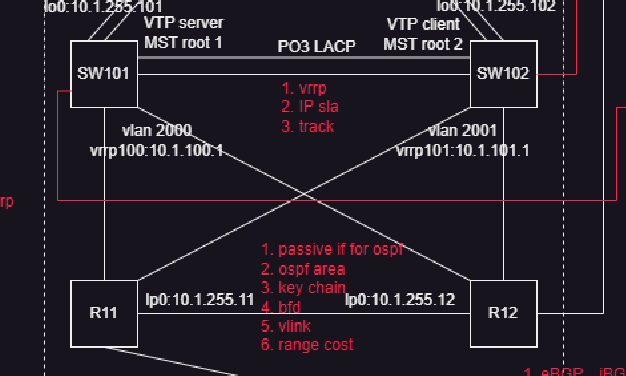 lo0:10.1.255.101
lo0:10.1.255.102
VTP server
MST root 1
VTP client
MST root 2
PO3 LACP
SW101
SW102
1. vrrp
2. IP sla
3. track
vlan 2000
vrrp100:10.1.100.1
vlan 2001
vrrp101:10.1.101.1
rp
1. passive if for ospf
2. ospf area
3. key chain
4. bfd
5. vlink
6. range cost
lp0:10.1.255.11
lp0:10.1.255.12
R11
R12
1. eBGP, iBG